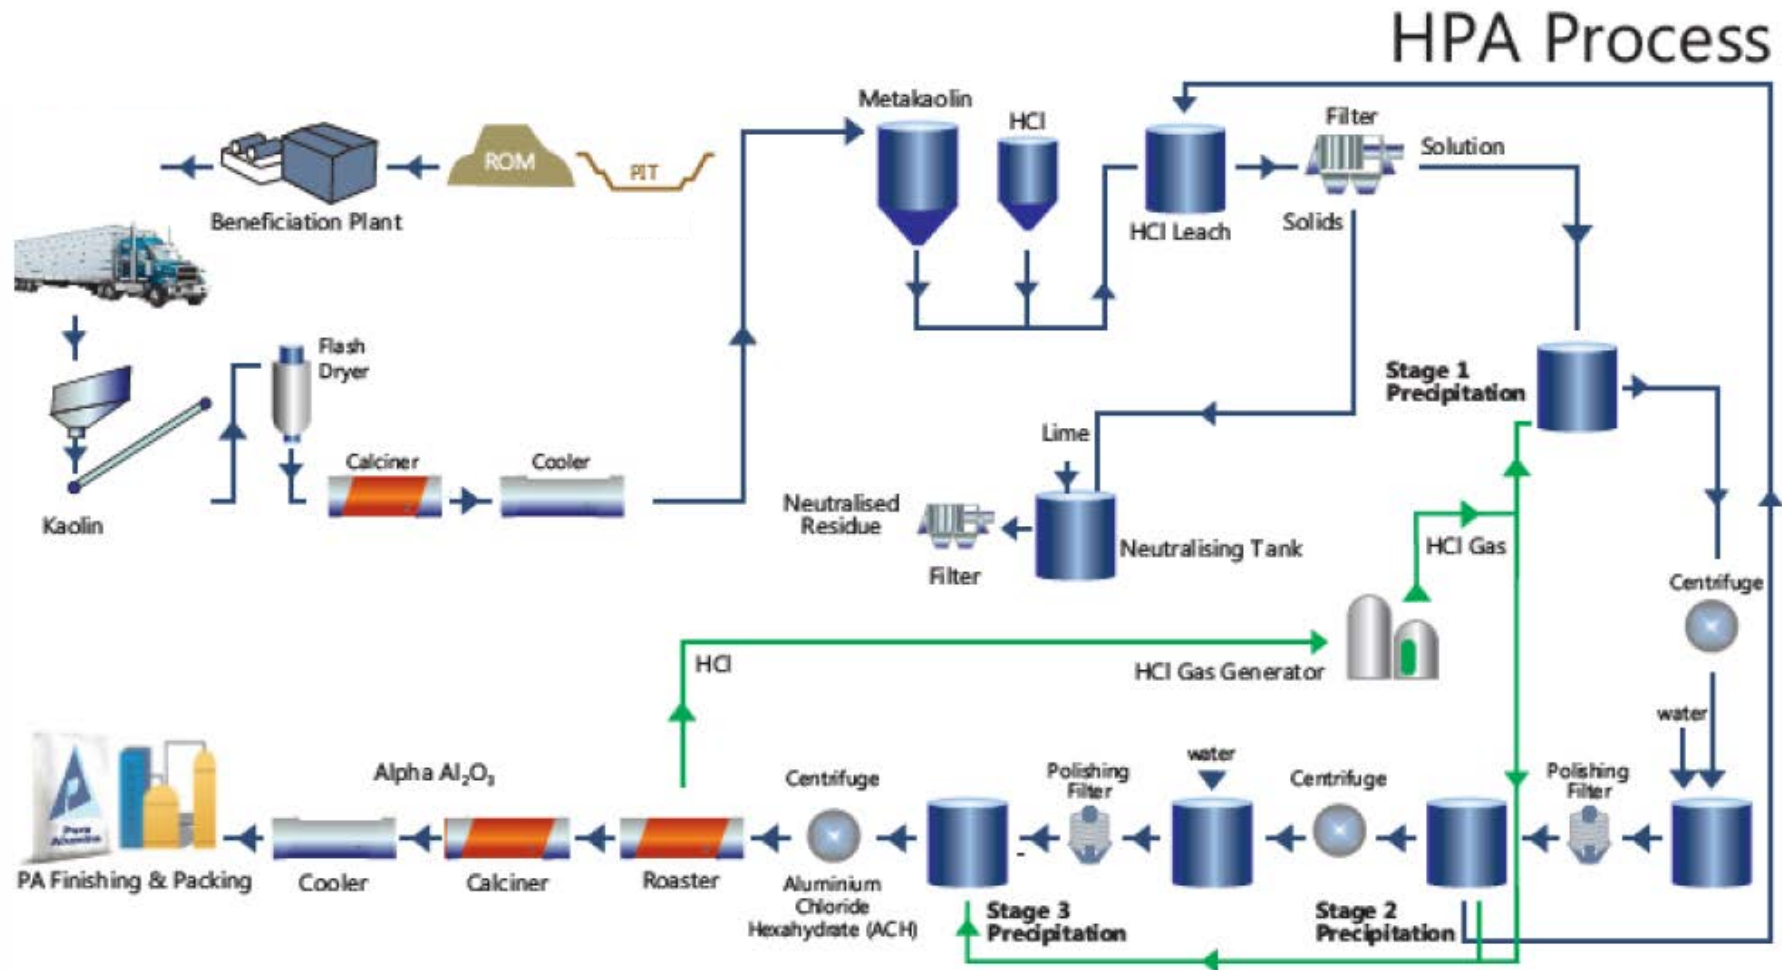 HPA Process
Metakaolin
HCl
Filter
Solution
ROM
PIT
Beneficiation Plant
HCl Leach
Solids
Flash
Dryer
Stage 1
Precipitation
Lime
Calciner
Cooler
Kaolin
Neutralised
Residue
Neutralising Tank
Filter
HCl Gas
Centrifuge
HCl
HCl Gas Generator
water
Alpha Al₂O₃
Centrifuge
Polishing
Filter
water
Centrifuge
Polishing
Filter
Pure
Alumina
PA Finishing & Packing
Cooler
Calciner
Roaster
Aluminium
Chloride
Hexahydrate (ACH)
Stage 3
Precipitation
Stage 2
Precipitation